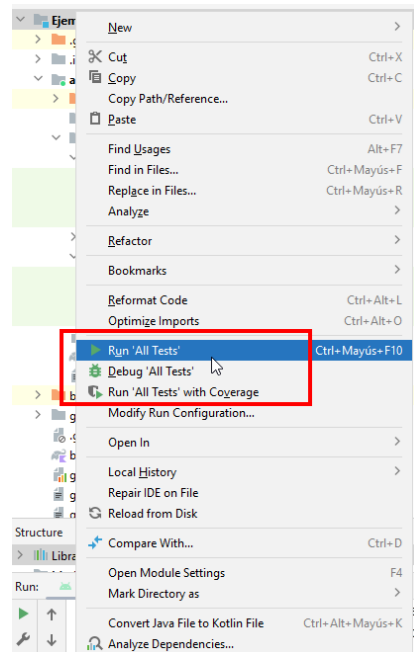 Ejem
New
Cut Ctrl+X
Copy Ctrl+C
Copy Path/Reference...
Paste Ctrl+V
Find Usages Alt+F7
Find in Files... Ctrl+Mayús+F
Replace in Files... Ctrl+Mayús+R
Analyze
Refactor
Bookmarks
Reformat Code Ctrl+Alt+L
Optimize Imports Ctrl+Alt+O
Run 'All Tests' Ctrl+Mayús+F10
Debug 'All Tests'
Run 'All Tests' with Coverage
Modify Run Configuration...
Open In
Local History
Repair IDE on File
Reload from Disk
Structure
Compare With... Ctrl+D
Libra
Open Module Settings F4
Run:
Mark Directory as
Convert Java File to Kotlin File Ctrl+Alt+Mayús+K
Analyze Dependencies...